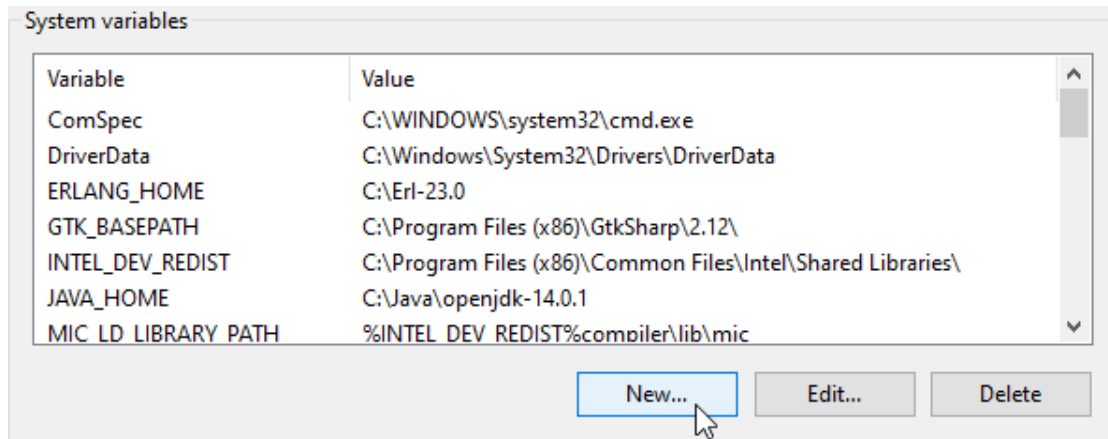 System variables
Variable Value
ComSpec C:\WINDOWS\system32\cmd.exe
DriverData C:\Windows\System32\Drivers\DriverData
ERLANG_HOME C:\Erl-23.0
GTK_BASEPATH C:\Program Files (x86)\GtkSharp\2.12\
INTEL_DEV_REDIST C:\Program Files (x86)\Common Files\Intel\Shared Libraries\
JAVA_HOME C:\Java\openjdk-14.0.1
MIC_LD_LIBRARY_PATH %INTEL_DEV_REDIST%compiler\lib\mic
New... Edit... Delete